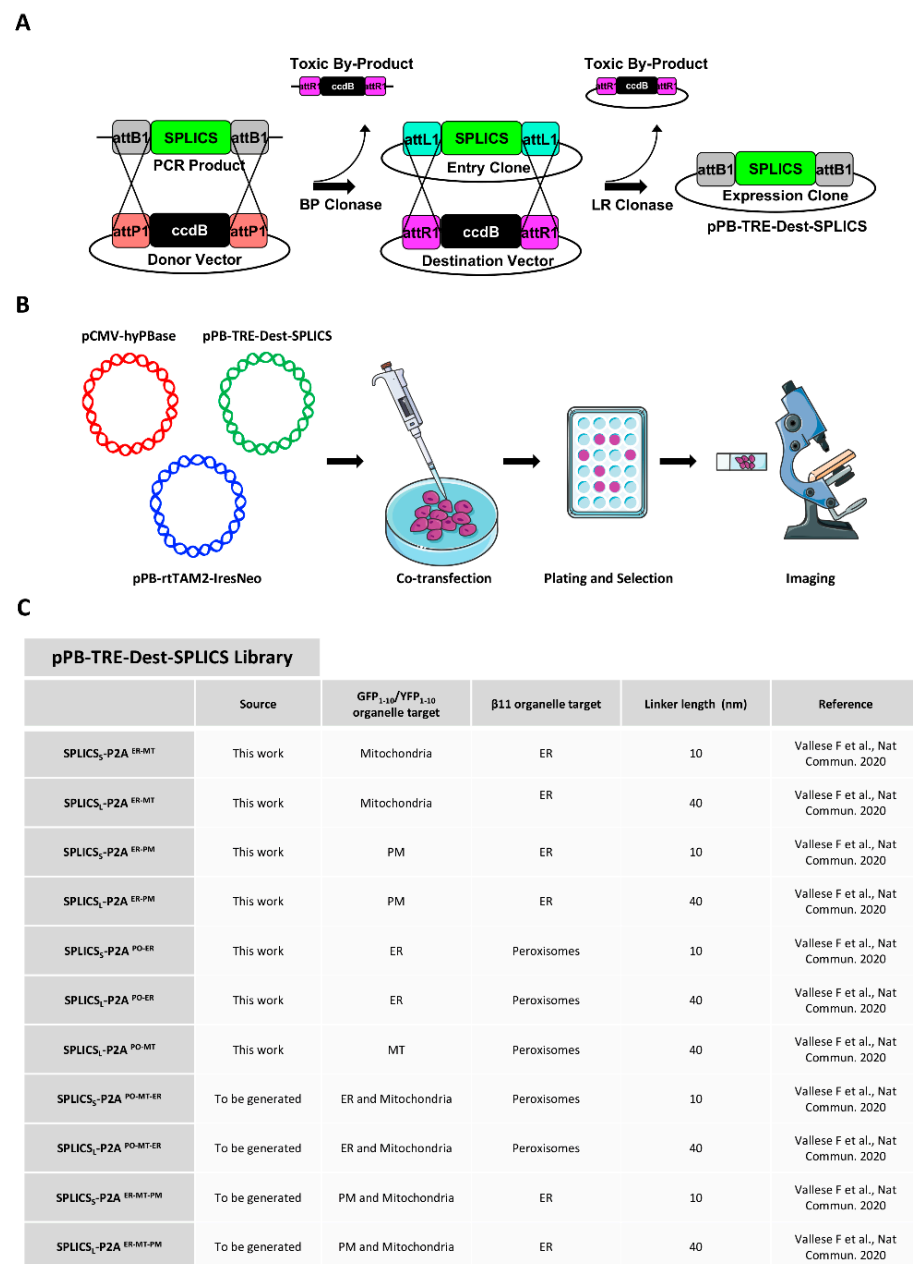 A
Toxic By-Product
attR1 ccdB attR1
Toxic By-Product
attR1 ccdB attR1
attB1 SPLICS attB1
PCR Product
attL1 SPLICS attL1
Entry Clone
attB1 SPLICS attB1
Expression Clone
pPB-TRE-Dest-SPLICS
BP Clonase
LR Clonase
attP1 ccdB attP1
Donor Vector
attR1 ccdB attR1
Destination Vector
B
pCMV-hyPBase
pPB-TRE-Dest-SPLICS
pPB-rtTAM2-IresNeo
Co-transfection
Plating and Selection
Imaging
C
pPB-TRE-Dest-SPLICS Library
Source
GFP1-10/YFP1-10
organelle target
β11 organelle target
Linker length (nm)
Reference
SPLICSS-P2A ER-MT This work Mitochondria ER 10 Vallese F et al., Nat
Commun. 2020
SPLICSL-P2A ER-MT This work Mitochondria ER 40 Vallese F et al., Nat
Commun. 2020
SPLICSS-P2A ER-PM This work PM ER 10 Vallese F et al., Nat
Commun. 2020
SPLICSL-P2A ER-PM This work PM ER 40 Vallese F et al., Nat
Commun. 2020
SPLICSS-P2A PO-ER This work ER Peroxisomes 10 Vallese F et al., Nat
Commun. 2020
SPLICSL-P2A PO-ER This work ER Peroxisomes 40 Vallese F et al., Nat
Commun. 2020
SPLICSL-P2A PO-MT This work MT Peroxisomes 40 Vallese F et al., Nat
Commun. 2020
SPLICSS-P2A PO-MT-ER To be generated ER and Mitochondria Peroxisomes 10 Vallese F et al., Nat
Commun. 2020
SPLICSL-P2A PO-MT-ER To be generated ER and Mitochondria Peroxisomes 40 Vallese F et al., Nat
Commun. 2020
SPLICSS-P2A ER-MT-PM To be generated PM and Mitochondria ER 10 Vallese F et al., Nat
Commun. 2020
SPLICSL-P2A ER-MT-PM To be generated PM and Mitochondria ER 40 Vallese F et al., Nat
Commun. 2020